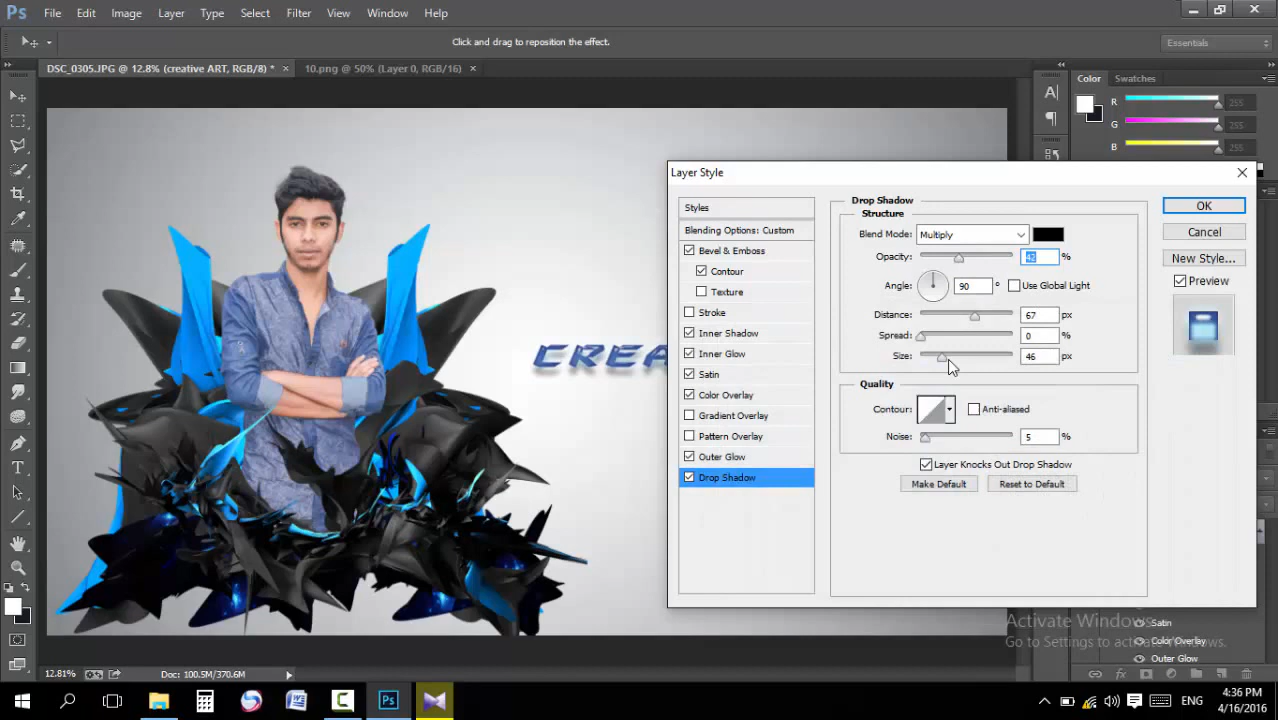 Ps File Edit Image Layer Type Select Filter View Window Help
Click and drag to reposition the effect.
Essentials
DSC_0305.JPG @ 12.8% (creative ART, RGB/8) * ×
10.png @ 50% (Layer 0, RGB/16) ×
Color Swatches
R 255
G 255
B 255
CREA
Layer Style
Styles
Blending Options: Custom
Bevel & Emboss
Contour
Texture
Stroke
Inner Shadow
Inner Glow
Satin
Color Overlay
Gradient Overlay
Pattern Overlay
Outer Glow
Drop Shadow
Drop Shadow
Structure
Blend Mode: Multiply
Opacity: 42 %
Angle: 90 ° Use Global Light
Distance: 67 px
Spread: 0 %
Size: 46 px
Quality
Contour: Anti-aliased
Noise: 5 %
Layer Knocks Out Drop Shadow
Make Default Reset to Default
OK
Cancel
New Style...
Preview
Activate Windows
Go to Settings to activate Windows.
Satin
Color Overlay
Outer Glow
12.81% Doc: 100.5M/370.6M
ENG
4:36 PM
4/16/2016